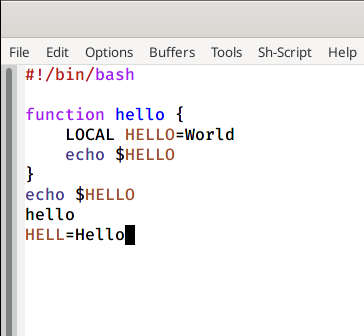 File Edit Options Buffers Tools Sh-Script Help
#!/bin/bash
function hello {
LOCAL HELLO=World
echo $HELLO
}
echo $HELLO
hello
HELL=Hello